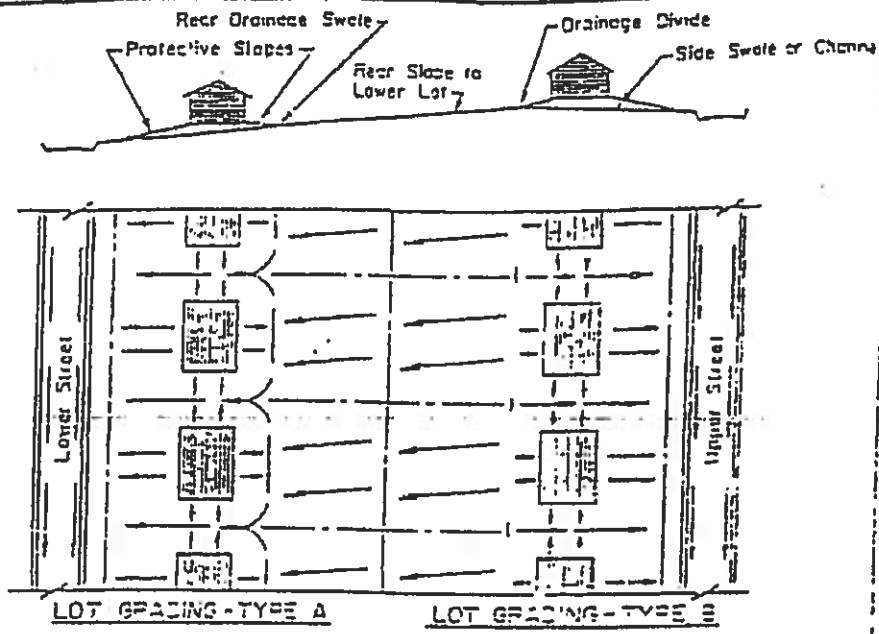 Rear Drainage Swale
Protective Slopes
Rear Slope to
Lower Lot
Drainage Divide
Side Swale or Channel
Lower Street
Upper Street
LOT GRADING-TYPE A
LOT GRADING-TYPE B